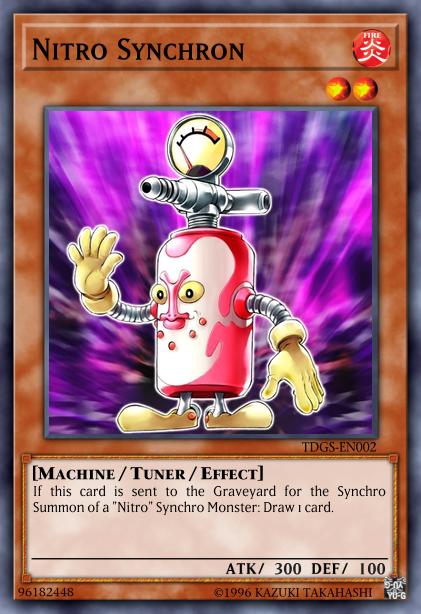 Nitro Synchron
FIRE
炎
TDGS-EN002
[Machine / Tuner / Effect]
If this card is sent to the Graveyard for the Synchro
Summon of a "Nitro" Synchro Monster: Draw 1 card.
ATK/ 300 DEF/ 100
96182448
©1996 KAZUKI TAKAHASHI